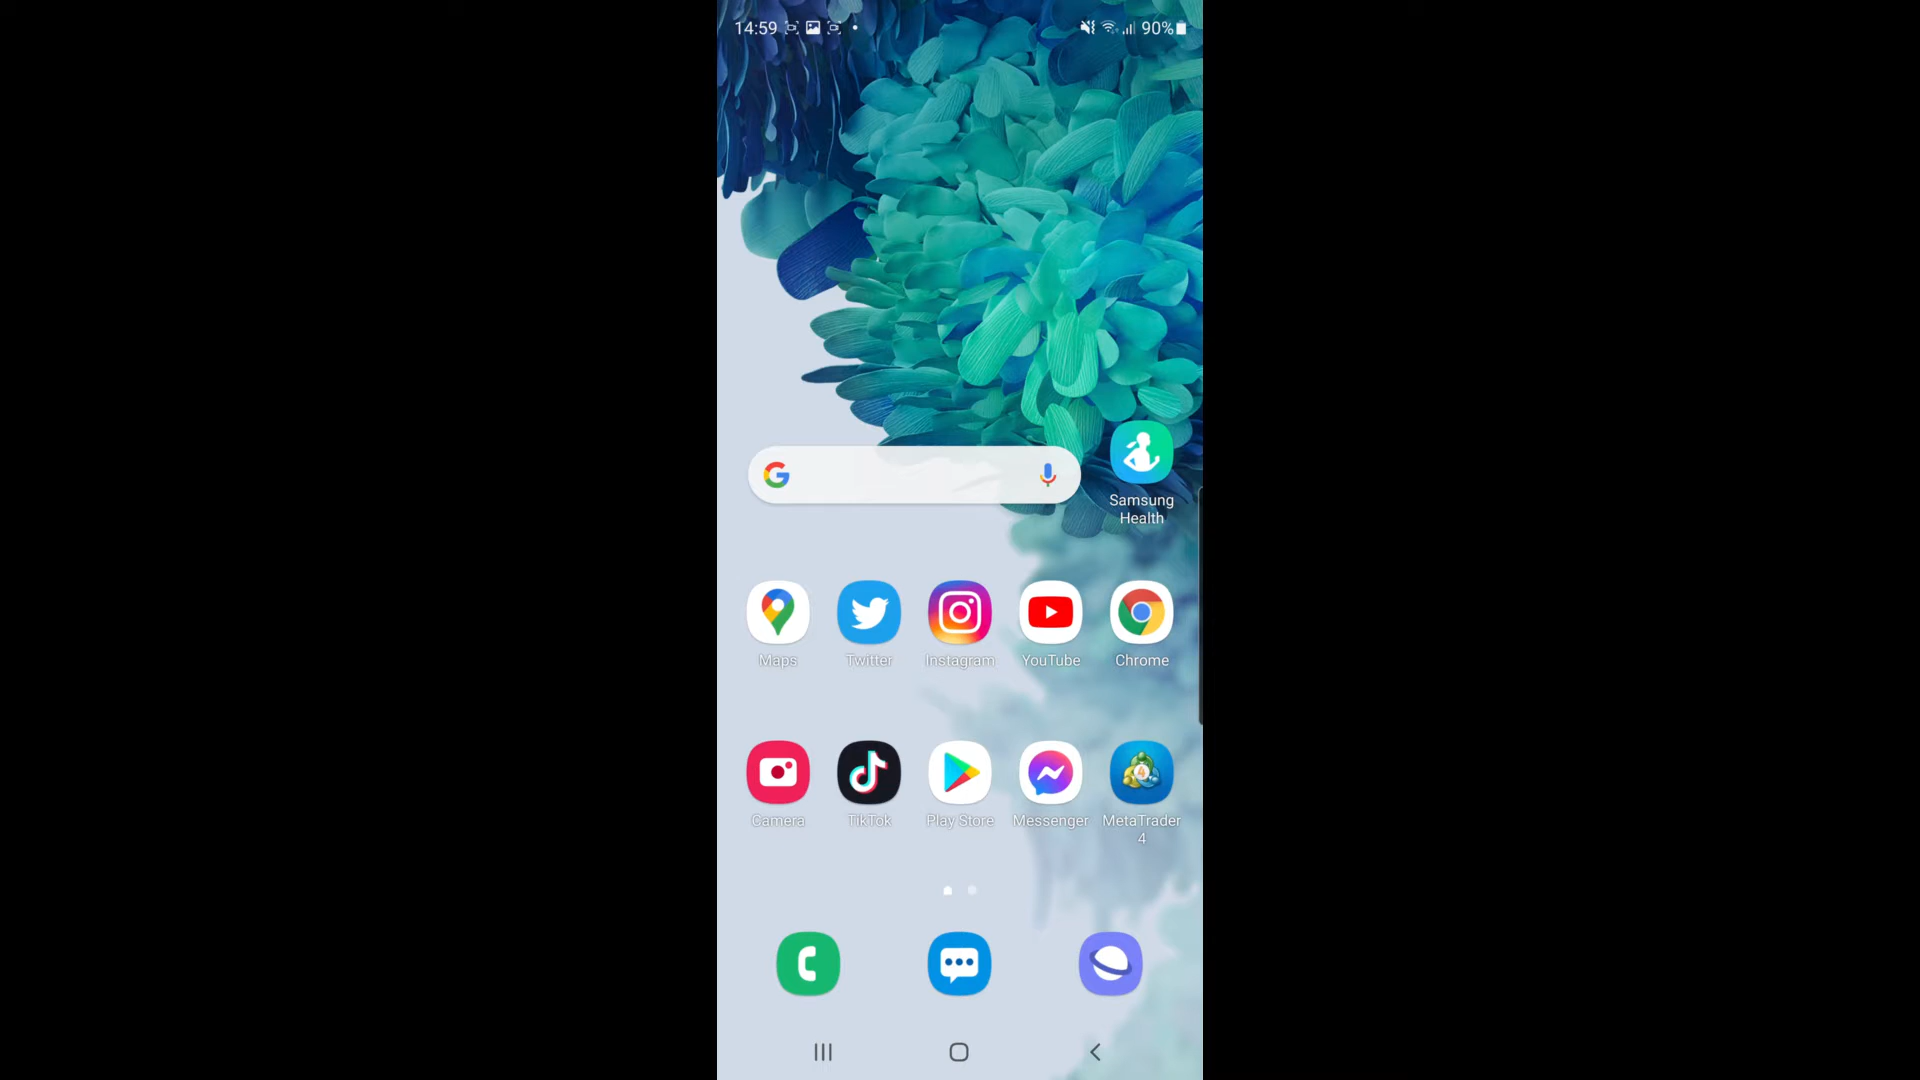 14:59 90%
Samsung
Health
Maps Twitter Instagram YouTube Chrome
Camera TikTok Play Store Messenger MetaTrader
4